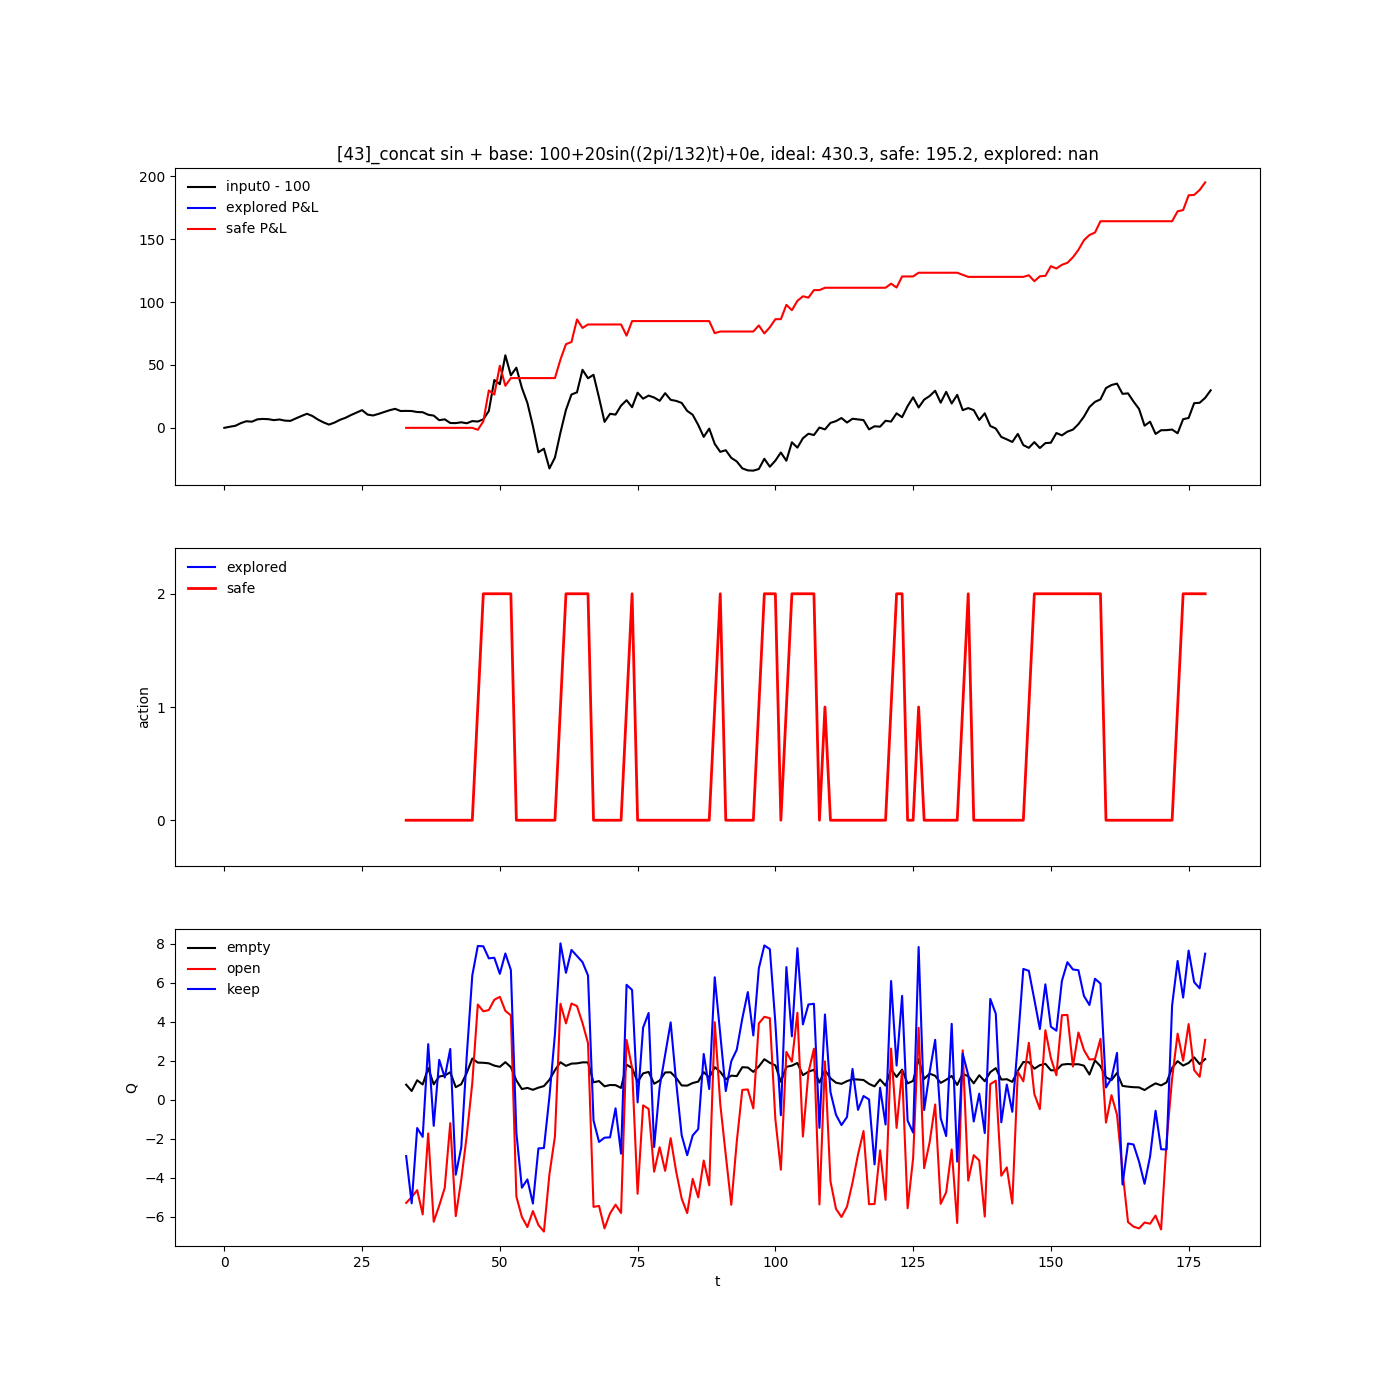 [43]_concat sin + base: 100+20sin((2pi/132)t)+0e, ideal: 430.3, safe: 195.2, explored: nan
200
150
100
50
0
input0 - 100
explored P&L
safe P&L
2
1
0
action
explored
safe
8
6
4
2
0
−2
−4
−6
Q
empty
open
keep
0 25 50 75 100 125 150 175
t